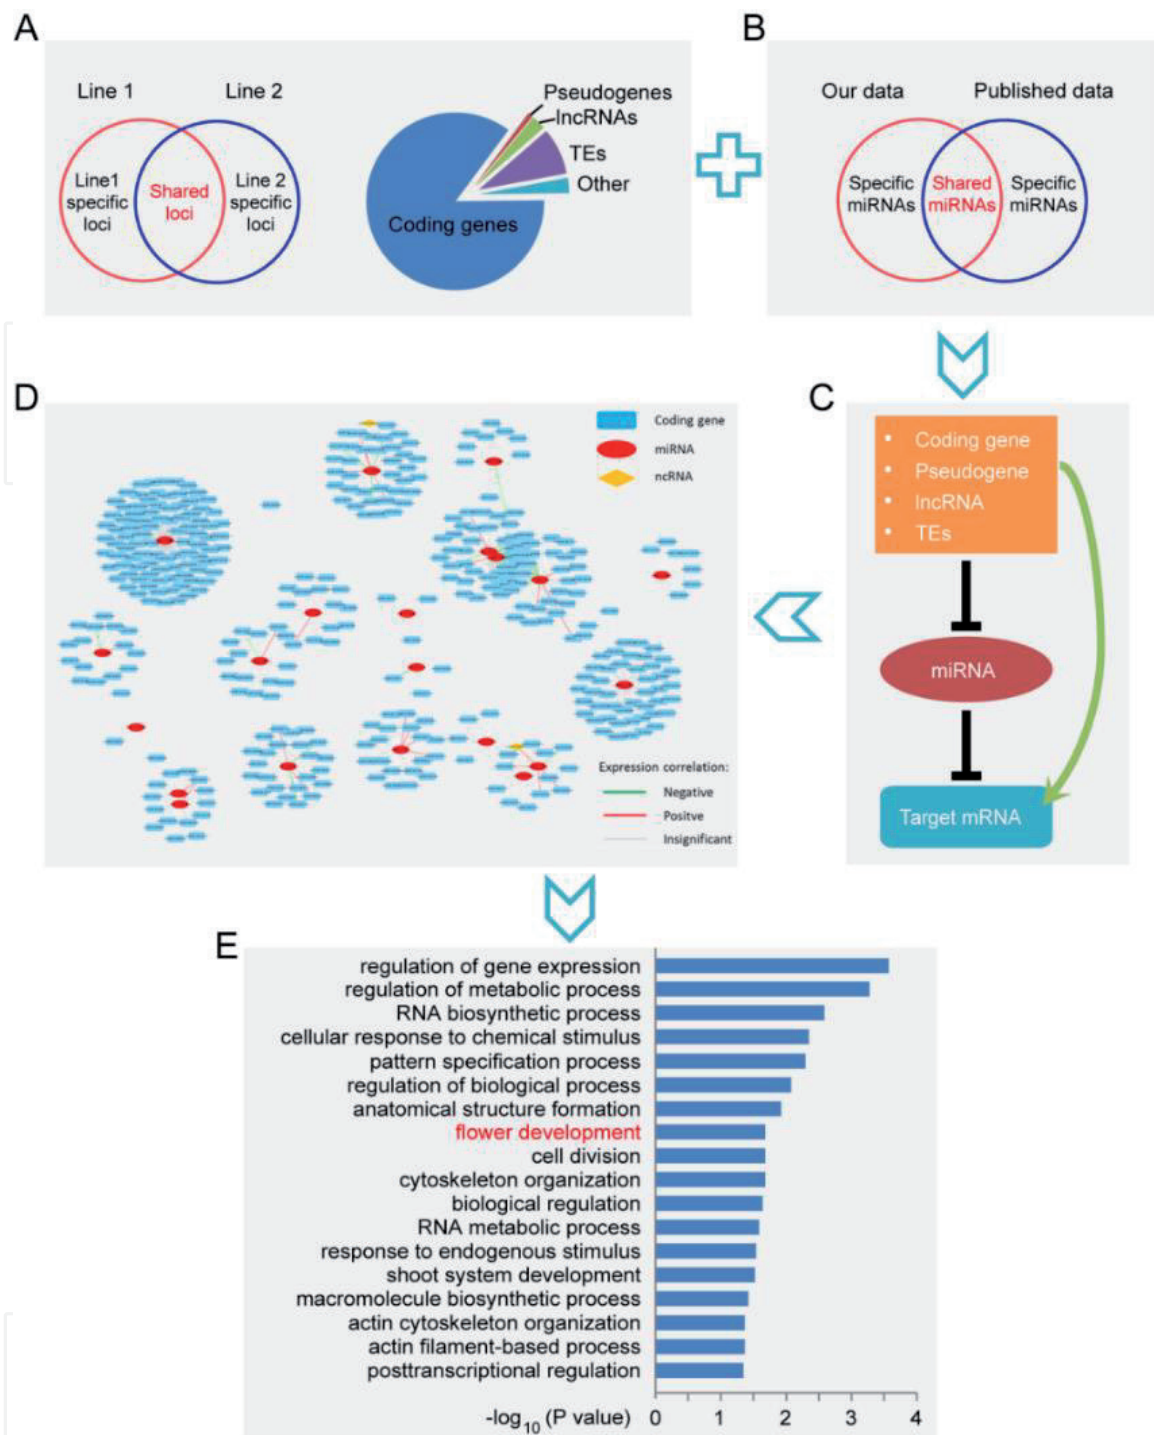 A
Line 1
Line 2
Line1
specific
loci
Shared
loci
Line 2
specific
loci
Pseudogenes
lncRNAs
TEs
Other
Coding genes
B
Our data
Published data
Specific
miRNAs
Shared
miRNAs
Specific
miRNAs
D
Coding gene
miRNA
ncRNA
Expression correlation:
Negative
Positve
Insignificant
C
• Coding gene
• Pseudogene
• lncRNA
• TEs
miRNA
Target mRNA
E
regulation of gene expression
regulation of metabolic process
RNA biosynthetic process
cellular response to chemical stimulus
pattern specification process
regulation of biological process
anatomical structure formation
flower development
cell division
cytoskeleton organization
biological regulation
RNA metabolic process
response to endogenous stimulus
shoot system development
macromolecule biosynthetic process
actin cytoskeleton organization
actin filament-based process
posttranscriptional regulation
-log10 (P value) 0 1 2 3 4